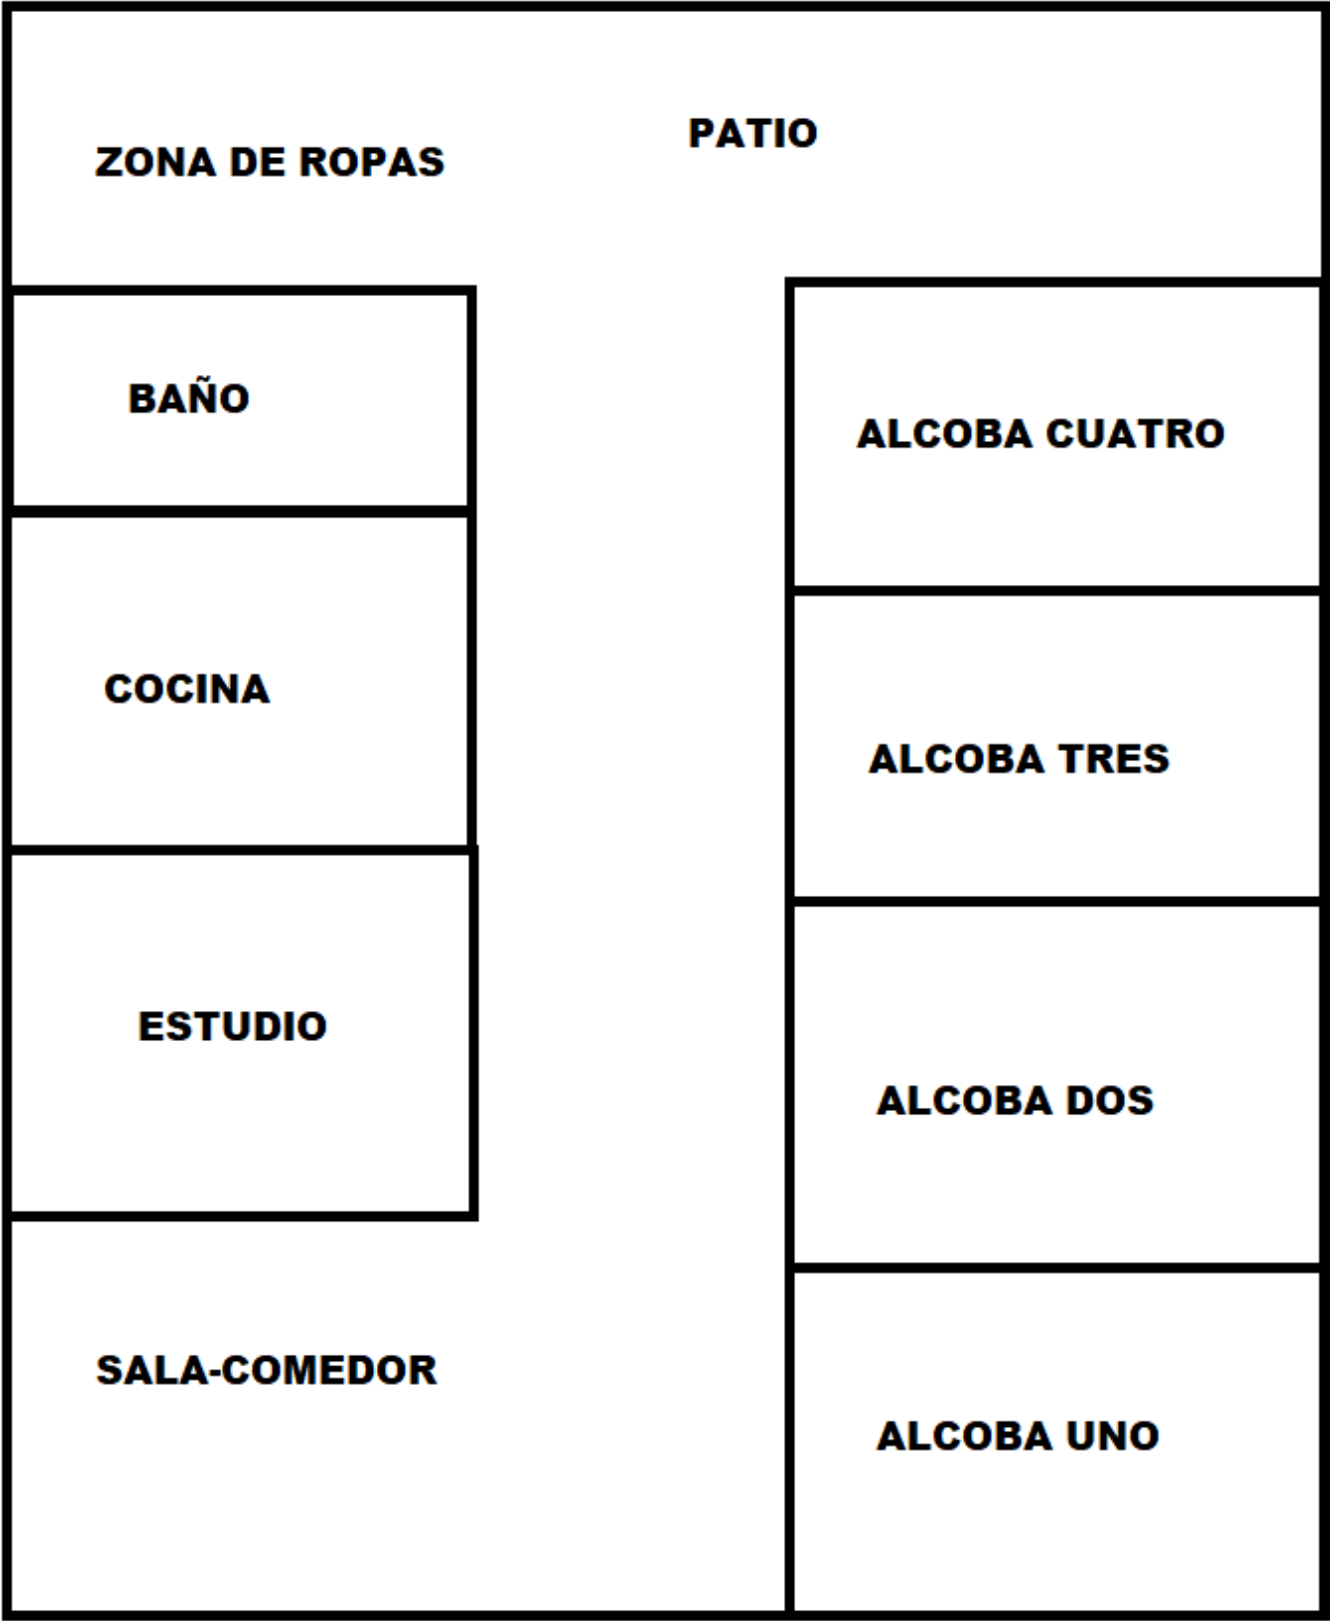 PATIO
ZONA DE ROPAS
BAÑO
ALCOBA CUATRO
COCINA
ALCOBA TRES
ESTUDIO
ALCOBA DOS
SALA-COMEDOR
ALCOBA UNO